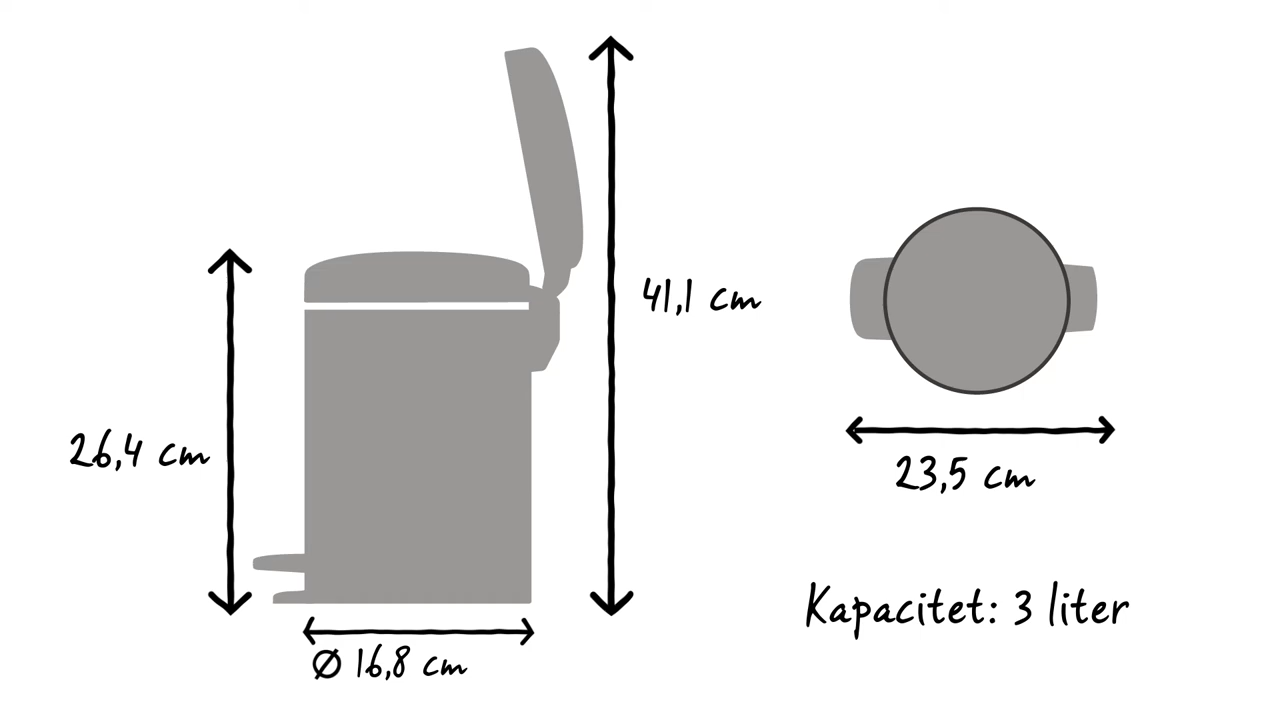 41,1 cm
26,4 cm
Ø 16,8 cm
23,5 cm
Kapacitet: 3 liter